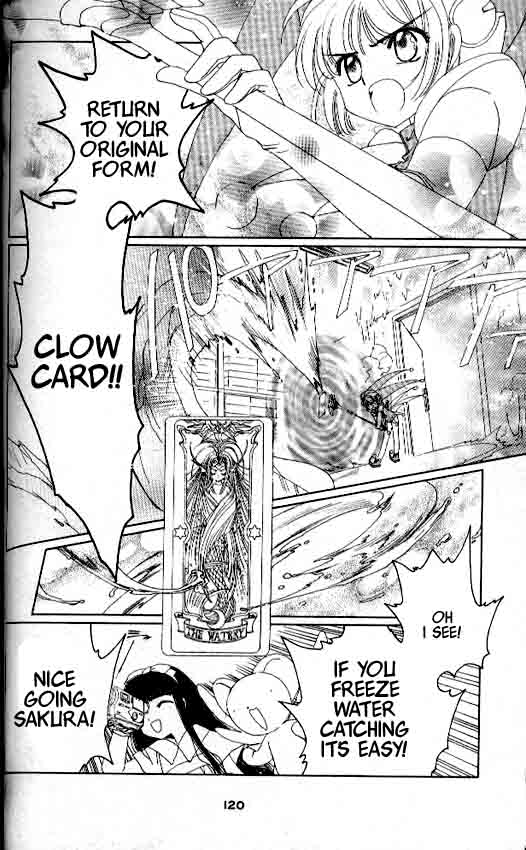 RETURN
TO YOUR
ORIGINAL
FORM!
CLOW
CARD!!
THE WATERY
OH
I SEE!
IF YOU
FREEZE
WATER
CATCHING
ITS EASY!
NICE
GOING
SAKURA!
120